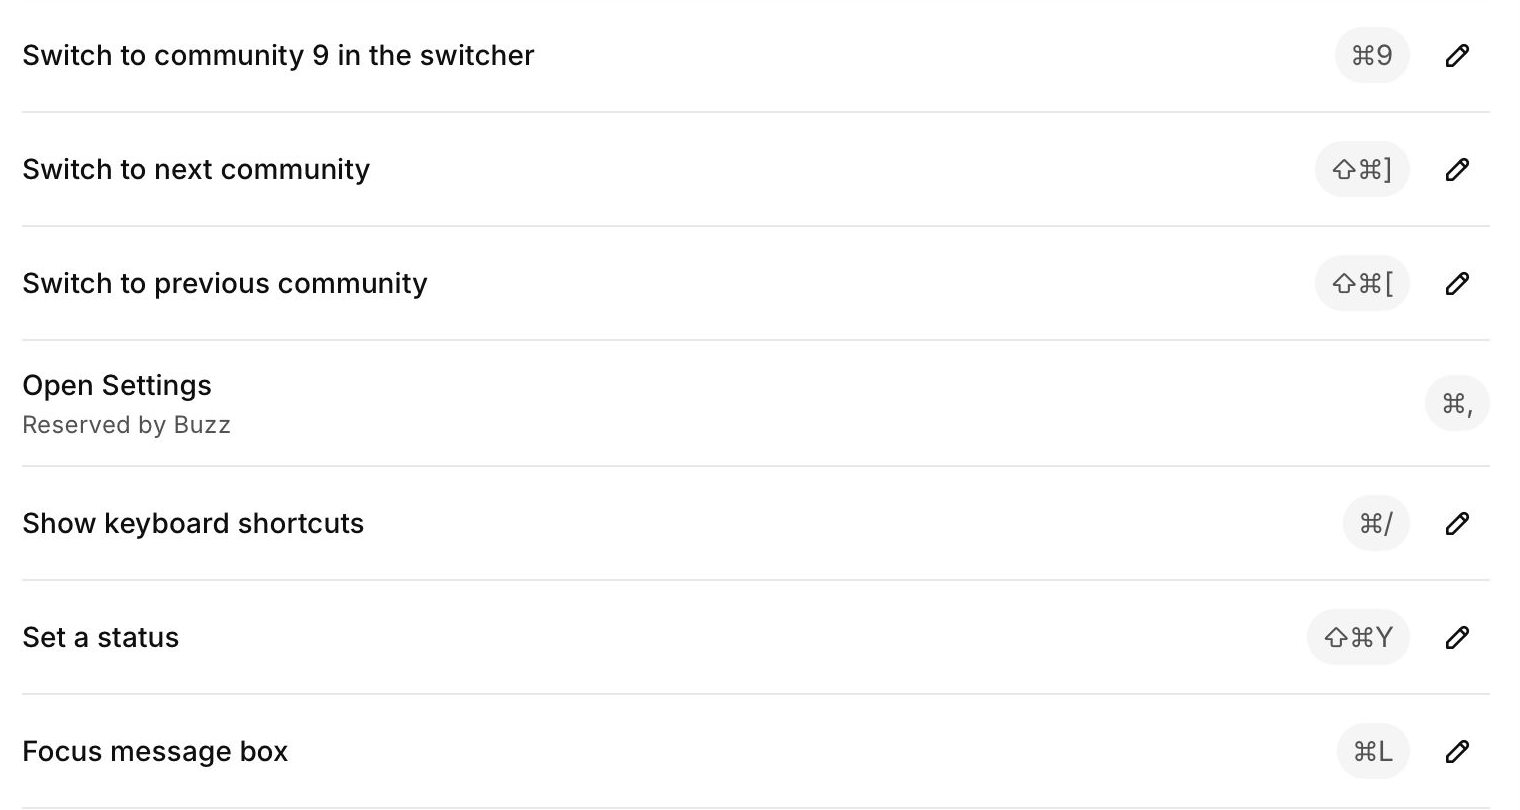 Switch to community 9 in the switcher ⌘9
Switch to next community ⇧⌘]
Switch to previous community ⇧⌘[
Open Settings ⌘,
Reserved by Buzz
Show keyboard shortcuts ⌘/
Set a status ⇧⌘Y
Focus message box ⌘L